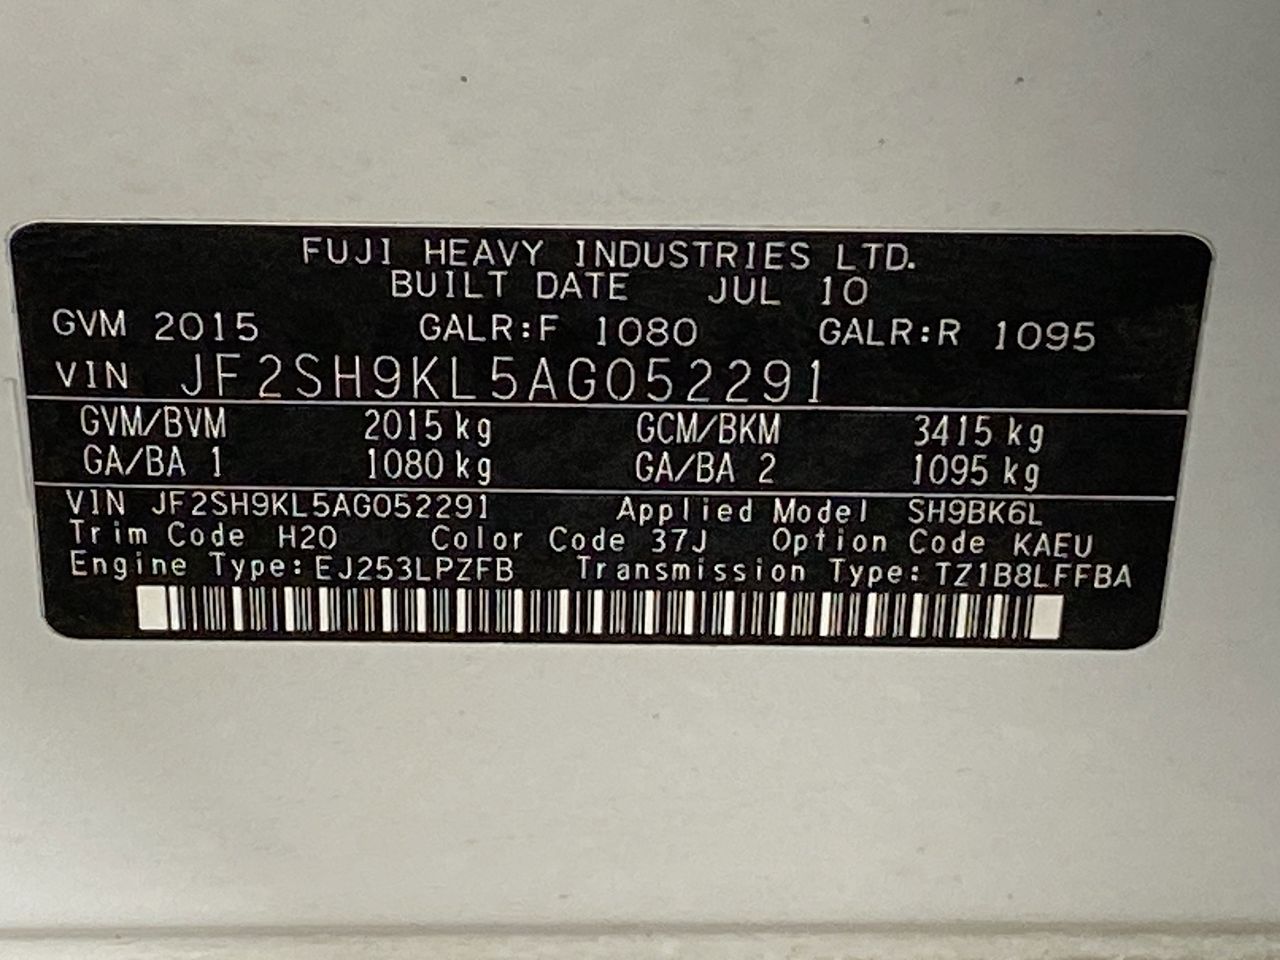 FUJI HEAVY INDUSTRIES LTD.
BUILT DATE JUL 10
GVM 2015 GALR:F 1080 GALR:R 1095
VIN JF2SH9KL5AG052291
GVM/BVM 2015 kg GCM/BKM 3415 kg
GA/BA 1 1080 kg GA/BA 2 1095 kg
VIN JF2SH9KL5AG052291 Applied Model SH9BK6L
Trim Code H20 Color Code 37J Option Code KAEU
Engine Type: EJ253LPZFB Transmission Type: TZ1B8LFFBA